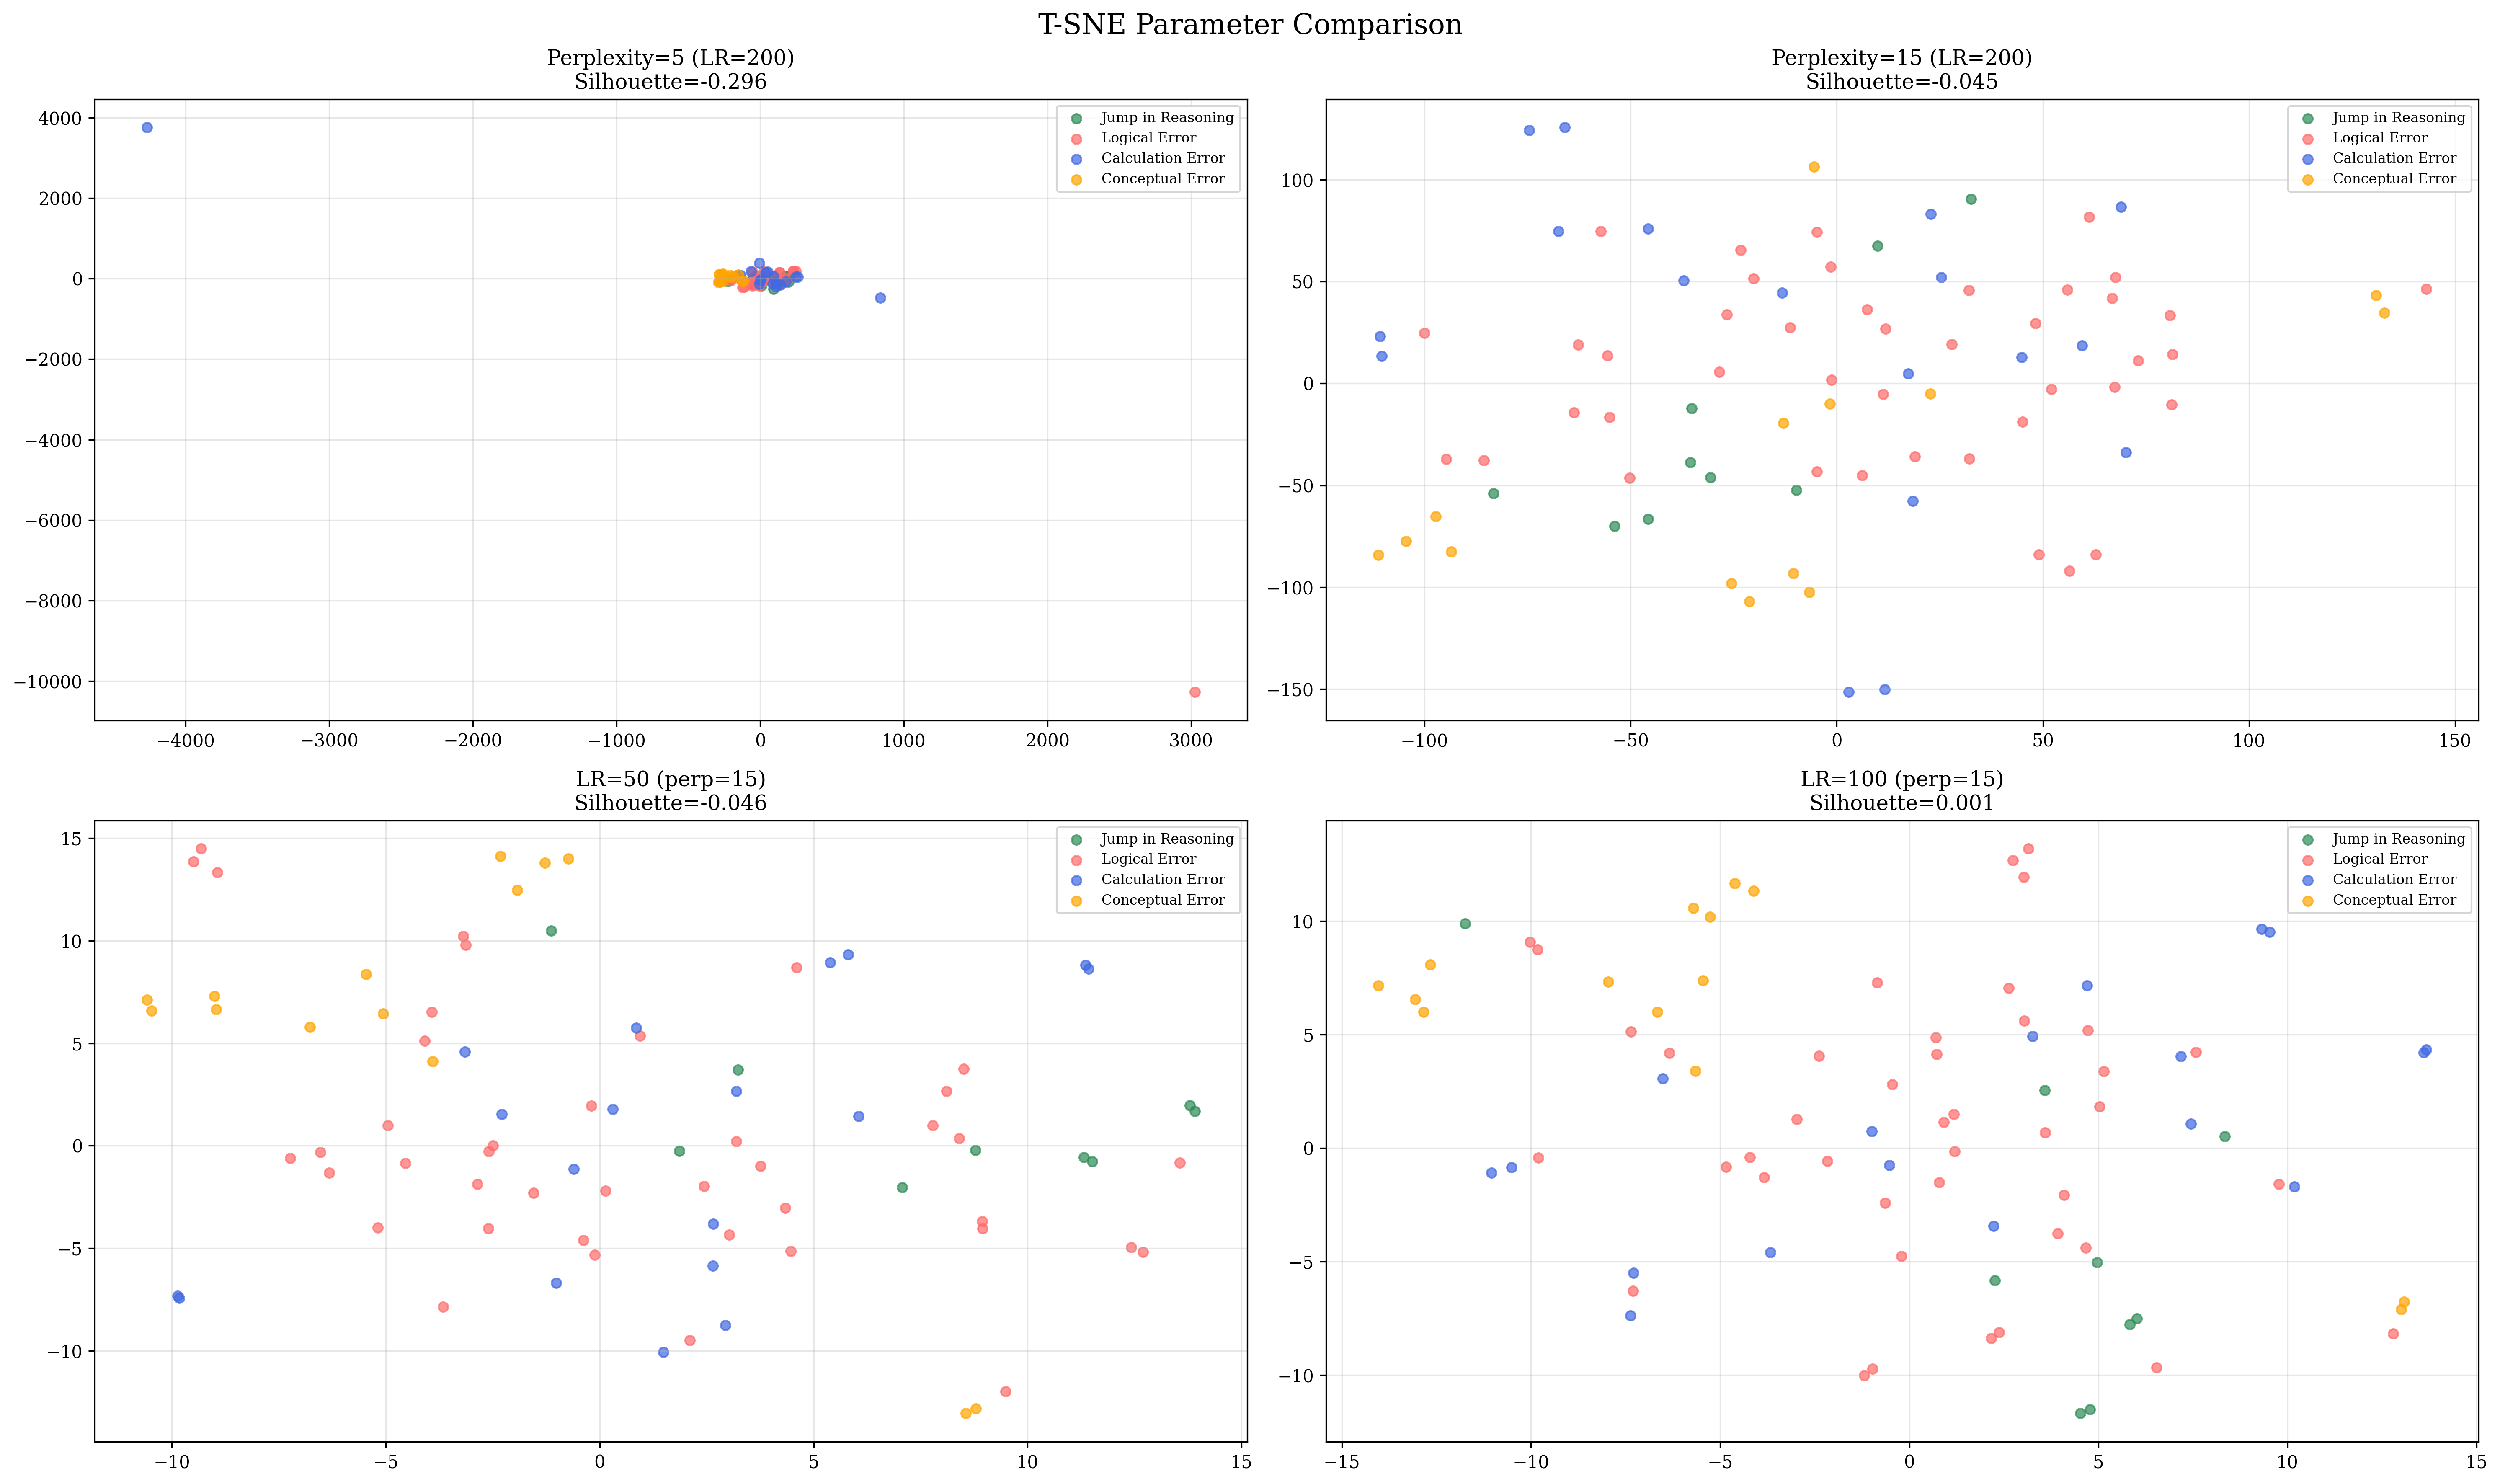 T-SNE Parameter Comparison
Perplexity=5 (LR=200)
Silhouette=-0.296
Jump in Reasoning
Logical Error
Calculation Error
Conceptual Error
4000
2000
0
−2000
−4000
−6000
−8000
−10000
−4000
−3000
−2000
−1000
0
1000
2000
3000
Perplexity=15 (LR=200)
Silhouette=-0.045
Jump in Reasoning
Logical Error
Calculation Error
Conceptual Error
100
50
0
−50
−100
−150
−100
−50
0
50
100
150
LR=50 (perp=15)
Silhouette=-0.046
Jump in Reasoning
Logical Error
Calculation Error
Conceptual Error
15
10
5
0
−5
−10
−10
−5
0
5
10
15
LR=100 (perp=15)
Silhouette=0.001
Jump in Reasoning
Logical Error
Calculation Error
Conceptual Error
10
5
0
−5
−10
−15
−10
−5
0
5
10
15